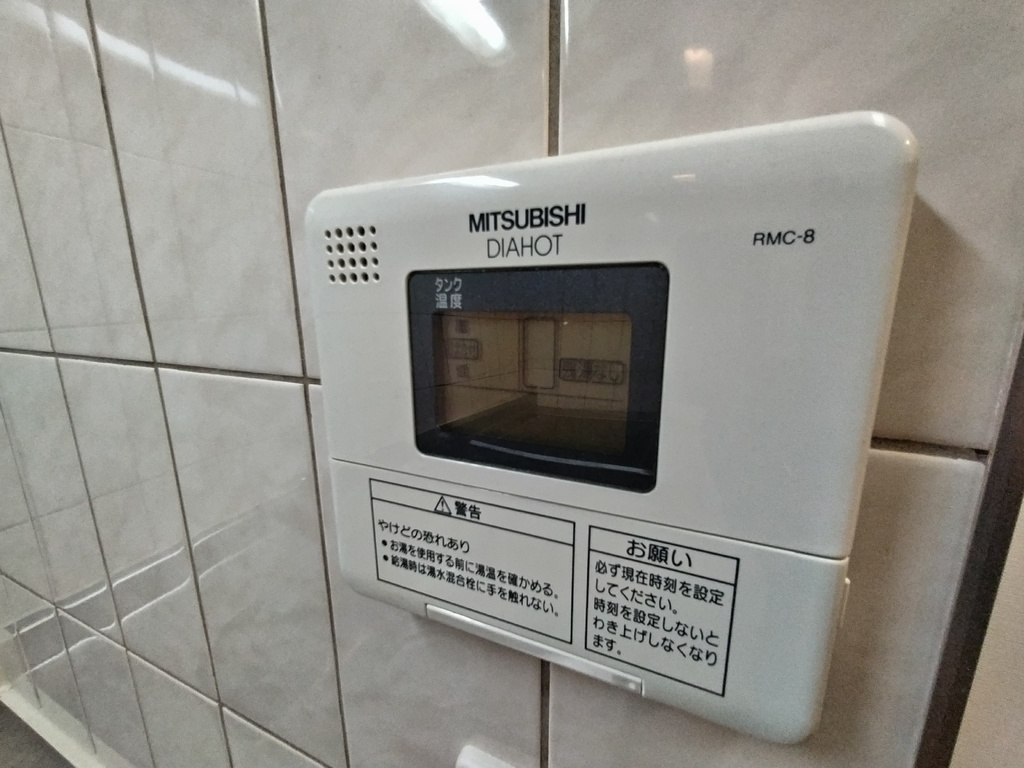 MITSUBISHI
DIAHOT
RMC-8
タンク
温度
警告
やけどの恐れあり
● お湯を使用する前に湯温を確かめる。
● 給湯時は湯水混合栓に手を触れない。
お願い
必ず現在時刻を設定
してください。
時刻を設定しないと
わき上げしなくなり
ます。